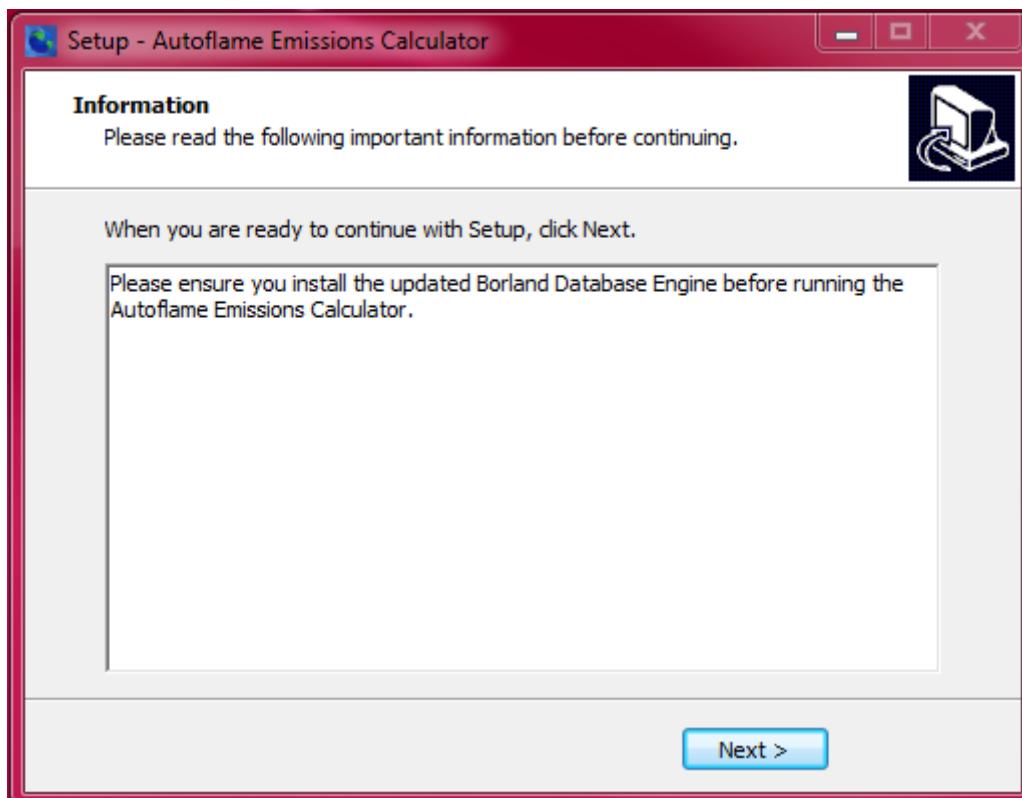 Setup - Autoflame Emissions Calculator
Information
Please read the following important information before continuing.
When you are ready to continue with Setup, click Next.
Please ensure you install the updated Borland Database Engine before running the
Autoflame Emissions Calculator.
Next >